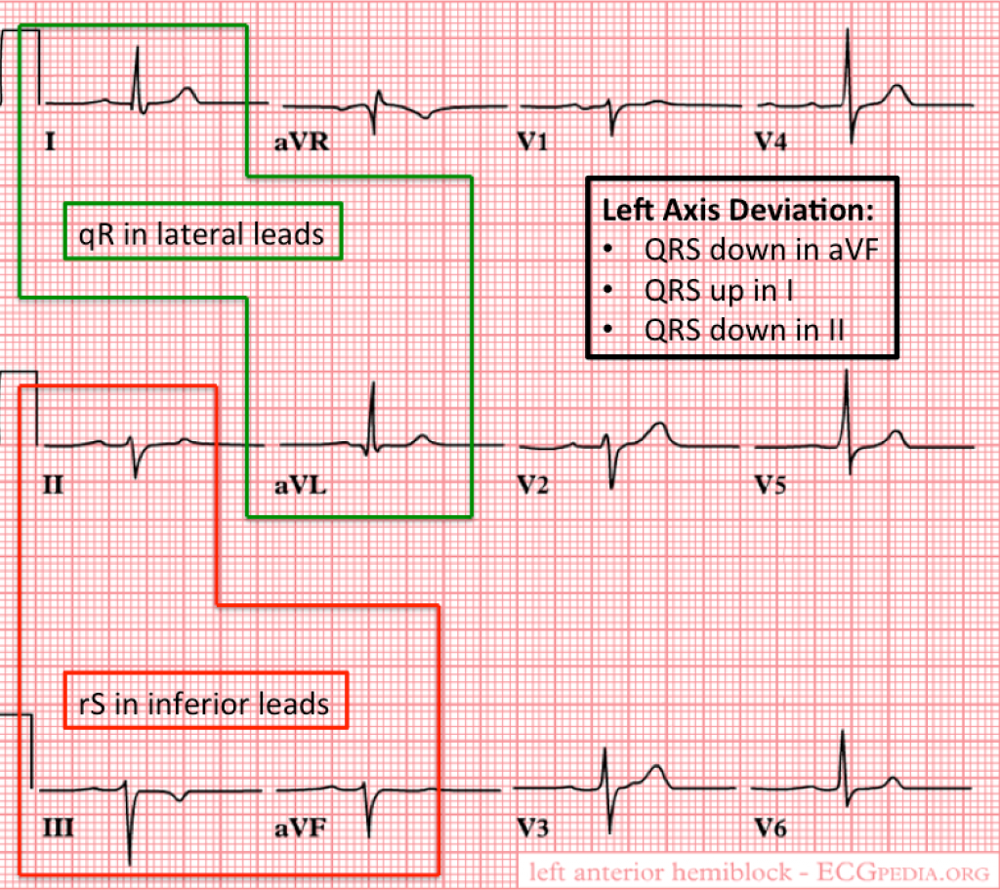 I
aVR
V1
V4
qR in lateral leads
Left Axis Deviation:
• QRS down in aVF
• QRS up in I
• QRS down in II
II
aVL
V2
V5
rS in inferior leads
III
aVF
V3
V6
left anterior hemiblock - ECGPEDIA.ORG